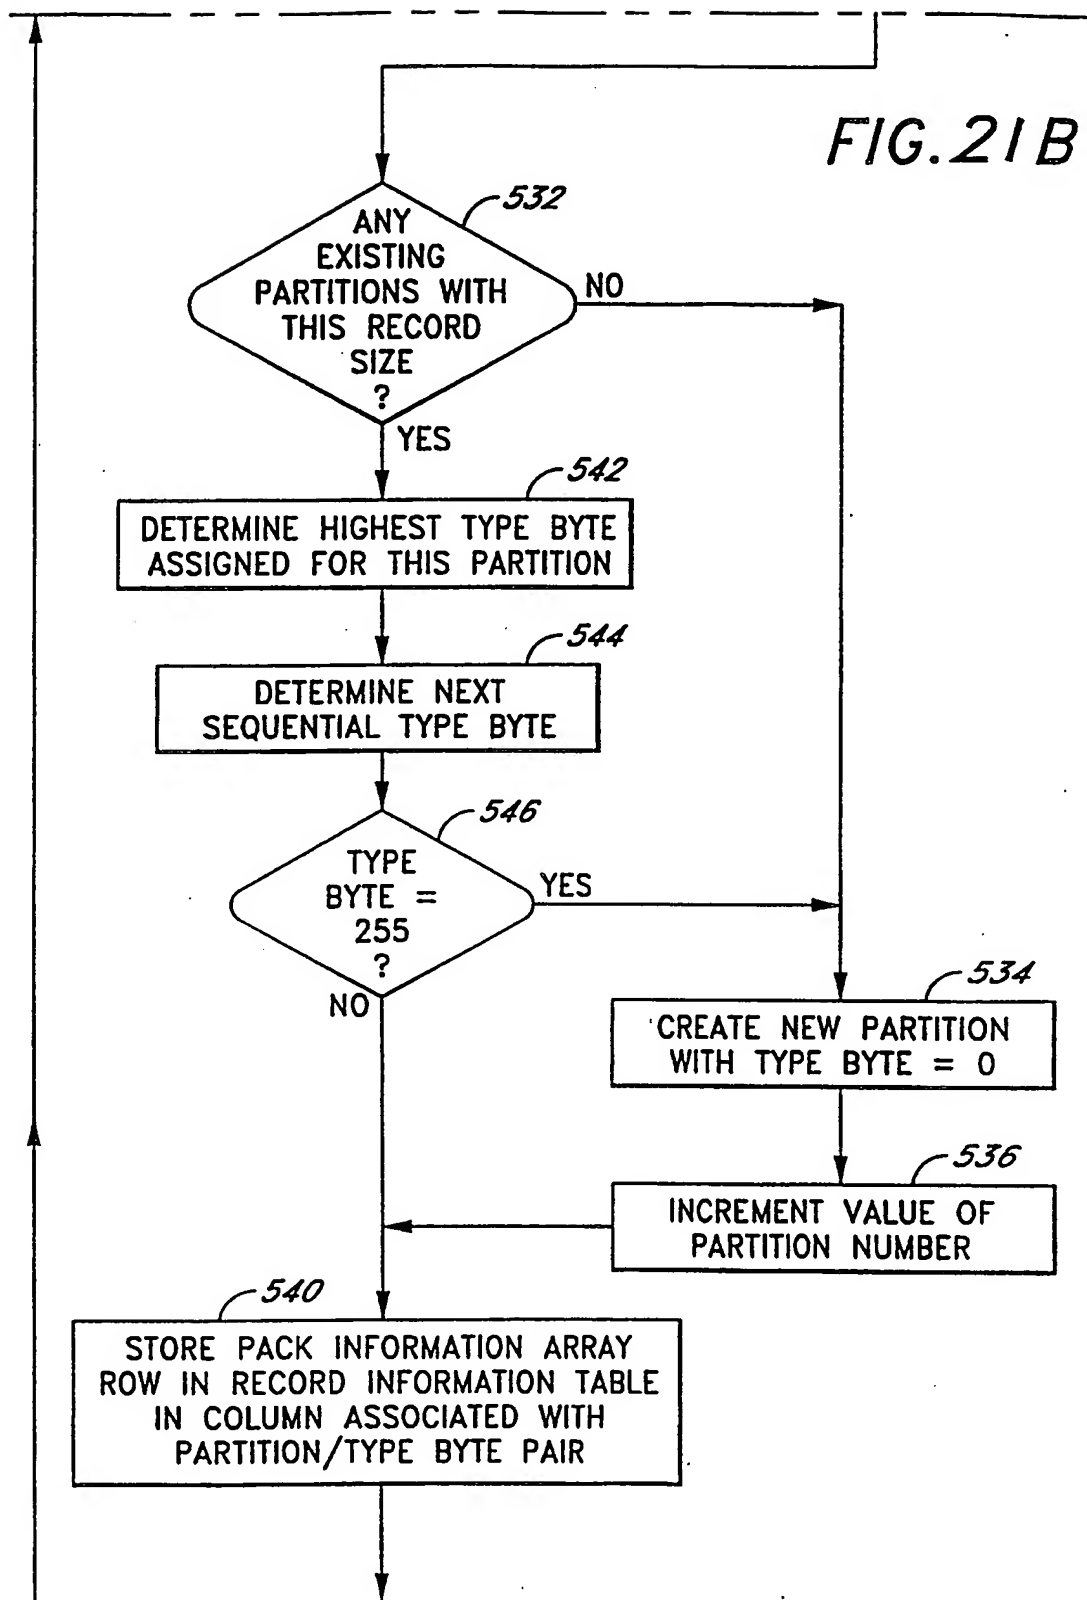 FIG. 21B
532
ANY
EXISTING
PARTITIONS WITH
THIS RECORD
SIZE
?
NO
YES
542
DETERMINE HIGHEST TYPE BYTE
ASSIGNED FOR THIS PARTITION
544
DETERMINE NEXT
SEQUENTIAL TYPE BYTE
546
TYPE
BYTE =
255
?
YES
NO
534
CREATE NEW PARTITION
WITH TYPE BYTE = 0
536
INCREMENT VALUE OF
PARTITION NUMBER
540
STORE PACK INFORMATION ARRAY
ROW IN RECORD INFORMATION TABLE
IN COLUMN ASSOCIATED WITH
PARTITION/TYPE BYTE PAIR